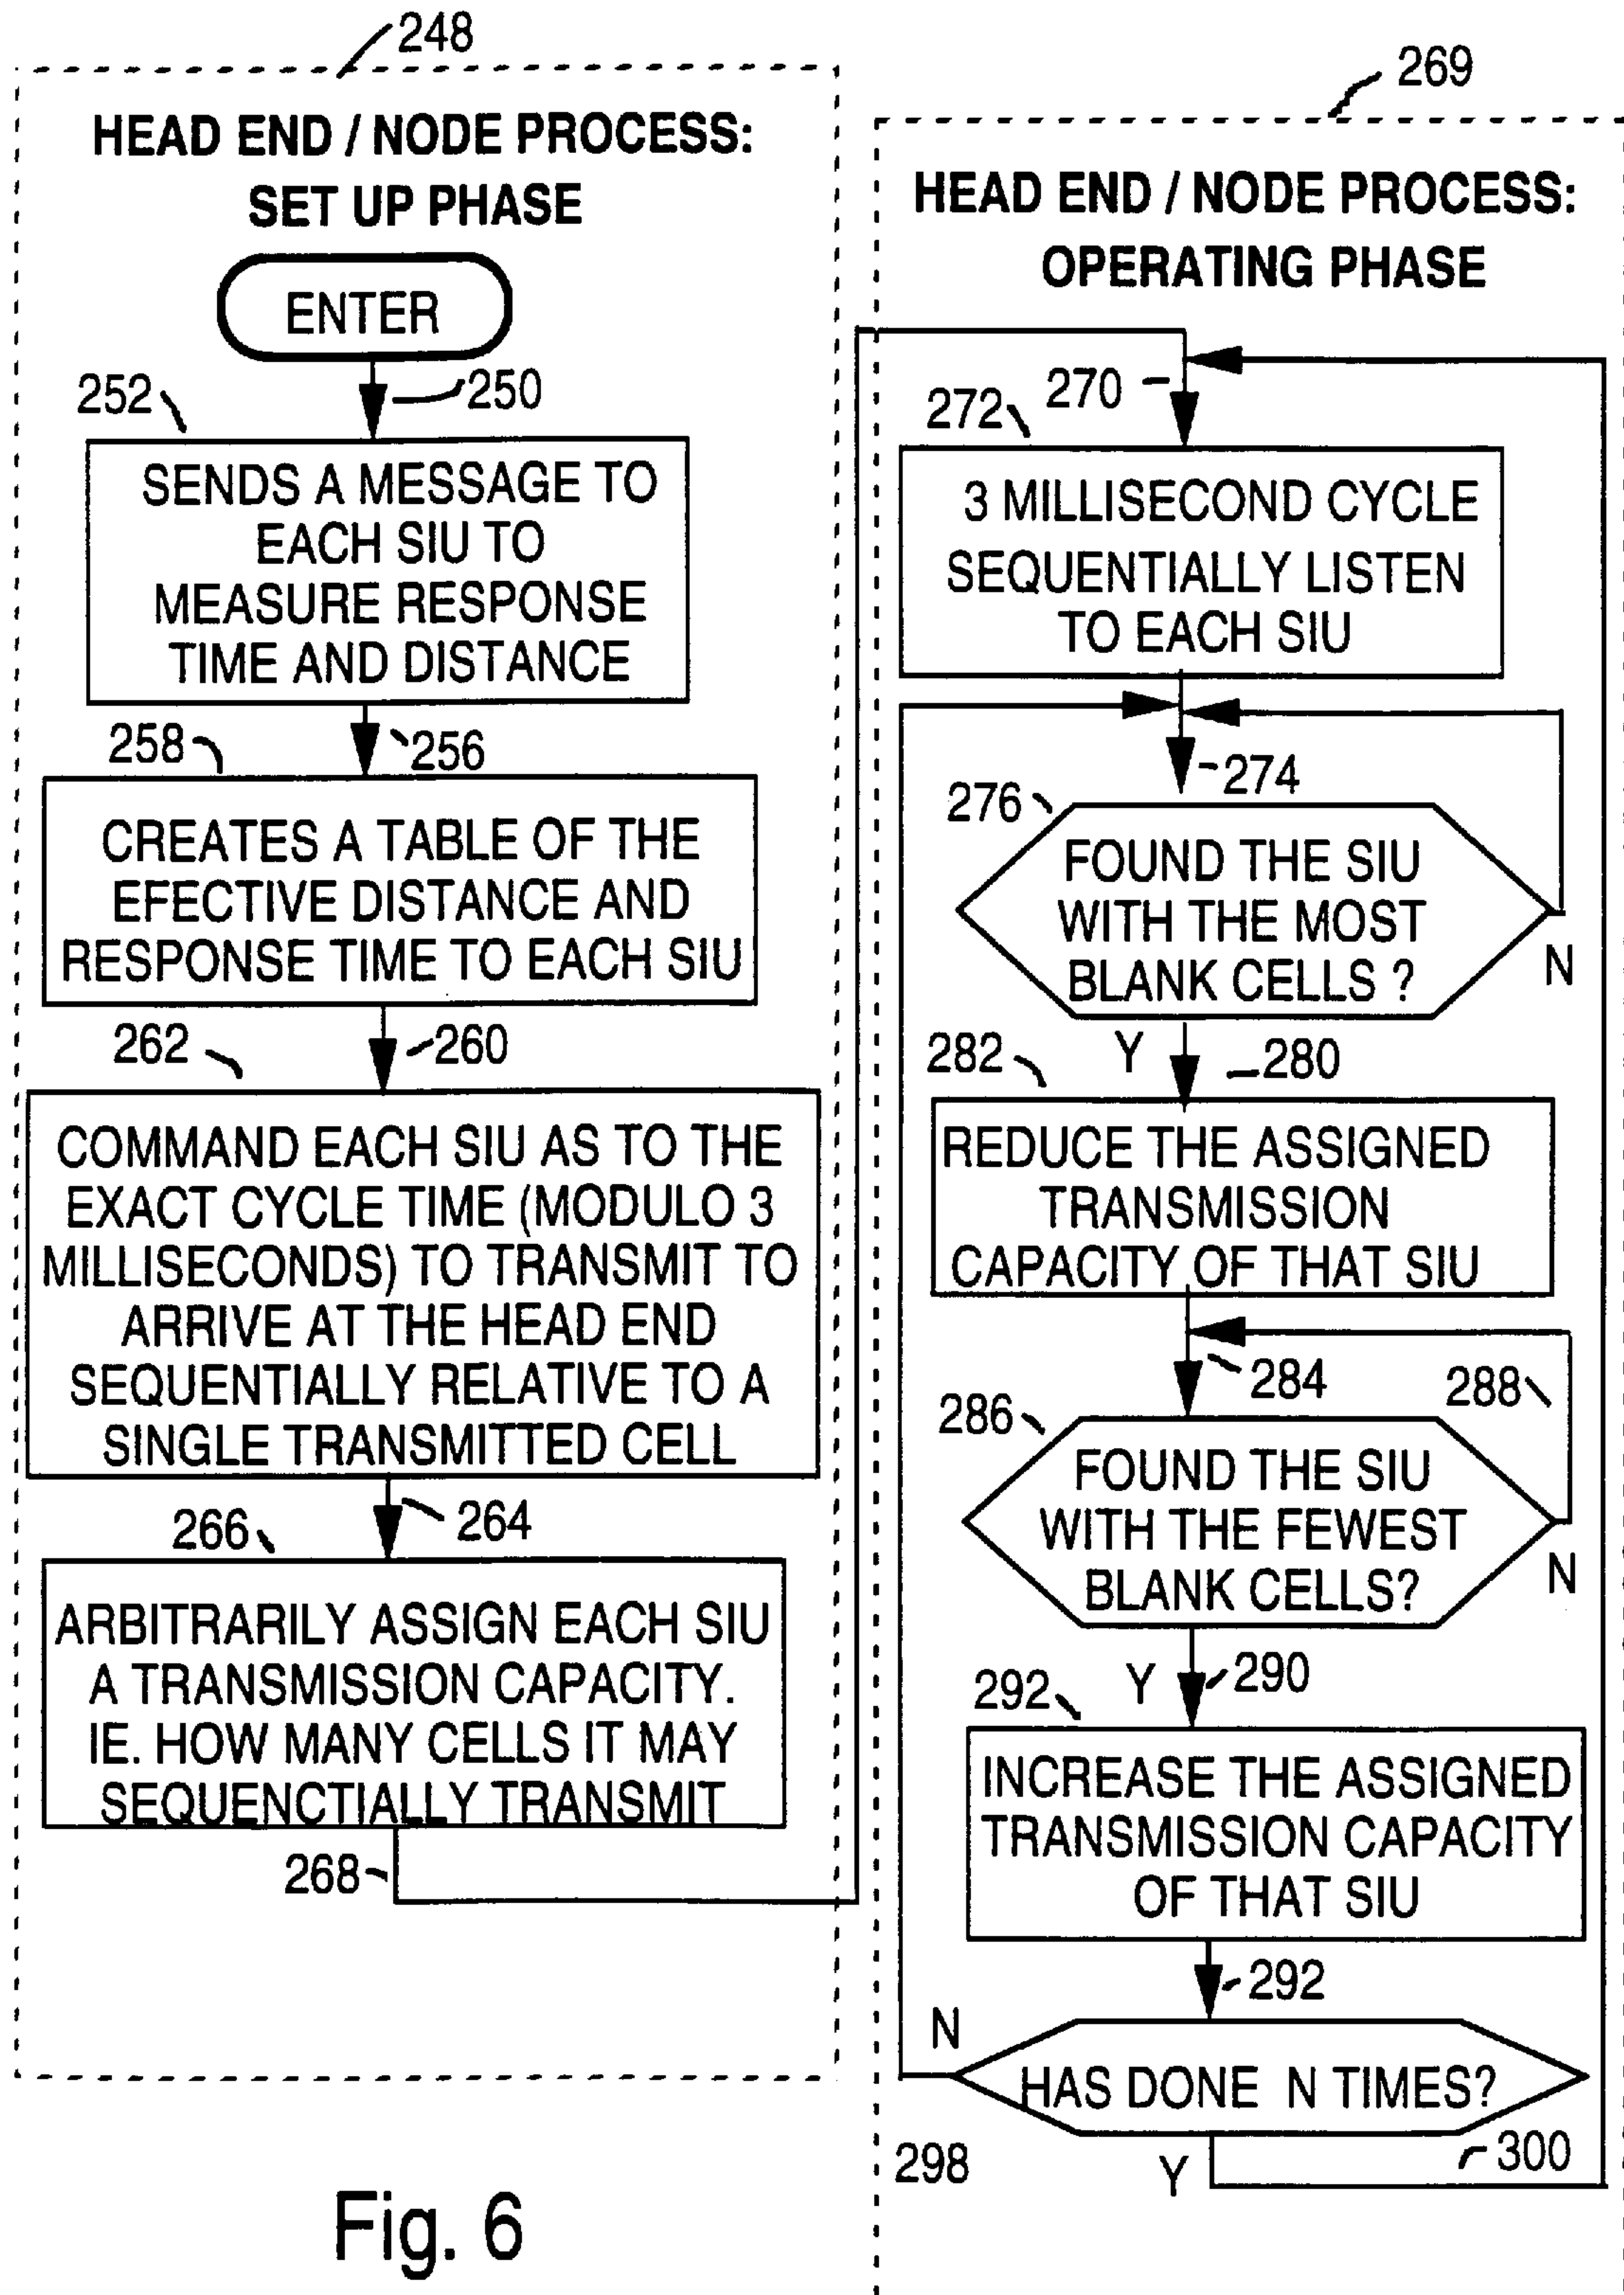 248
HEAD END / NODE PROCESS:
SET UP PHASE
ENTER
250
252
SENDS A MESSAGE TO
EACH SIU TO
MEASURE RESPONSE
TIME AND DISTANCE
256
258
CREATES A TABLE OF THE
EFECTIVE DISTANCE AND
RESPONSE TIME TO EACH SIU
260
262
COMMAND EACH SIU AS TO THE
EXACT CYCLE TIME (MODULO 3
MILLISECONDS) TO TRANSMIT TO
ARRIVE AT THE HEAD END
SEQUENTIALLY RELATIVE TO A
SINGLE TRANSMITTED CELL
264
266
ARBITRARILY ASSIGN EACH SIU
A TRANSMISSION CAPACITY.
IE. HOW MANY CELLS IT MAY
SEQUENCTIALLY TRANSMIT
268
269
HEAD END / NODE PROCESS:
OPERATING PHASE
270
272
3 MILLISECOND CYCLE
SEQUENTIALLY LISTEN
TO EACH SIU
274
276
FOUND THE SIU
WITH THE MOST
BLANK CELLS ?
N
Y
280
282
REDUCE THE ASSIGNED
TRANSMISSION
CAPACITY OF THAT SIU
284
288
286
FOUND THE SIU
WITH THE FEWEST
BLANK CELLS?
N
Y
290
292
INCREASE THE ASSIGNED
TRANSMISSION CAPACITY
OF THAT SIU
292
N
HAS DONE N TIMES?
298
Y
300
Fig. 6